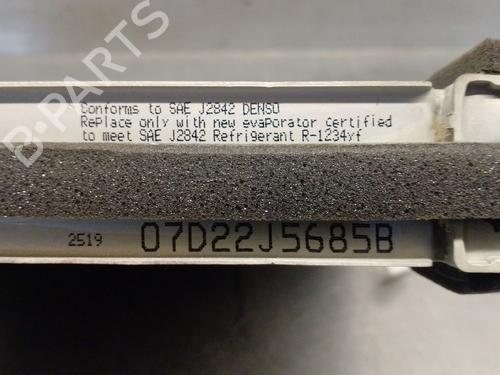 B-PARTS
Conforms to SAE J2842 DENSO
Replace only with new evaporator certified
to meet SAE J2842 Refrigerant R-1234yf
2519 07D22J5685B